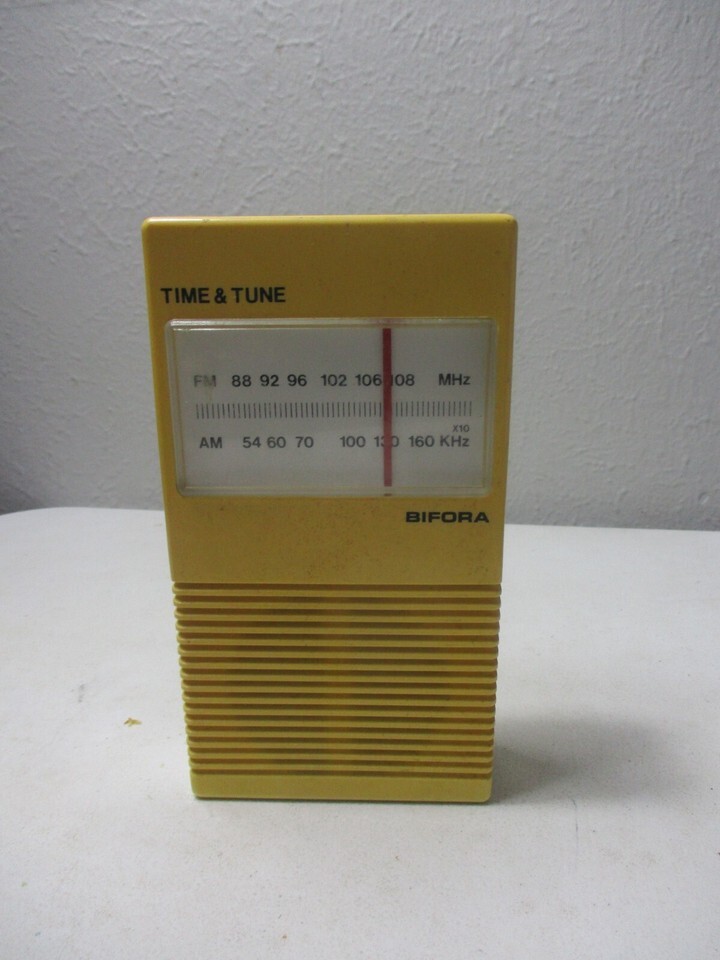 TIME & TUNE
FM 88 92 96 102 106 108 MHz
X10
AM 54 60 70 100 130 160 KHz
BIFORA